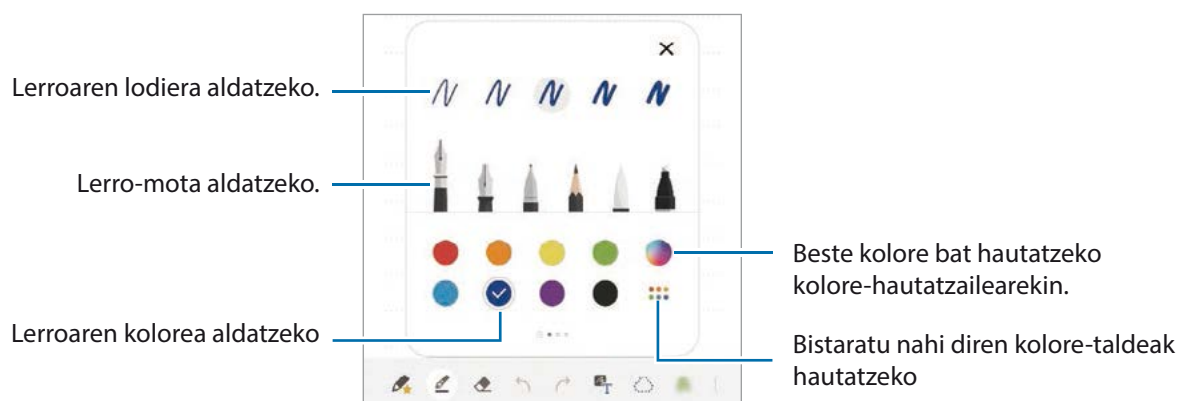 Lerroaren lodiera aldatzeko.
Lerro-mota aldatzeko.
Beste kolore bat hautatzeko
kolore-hautatzailearekin.
Lerroaren kolorea aldatzeko
Bistaratu nahi diren kolore-taldeak
hautatzeko